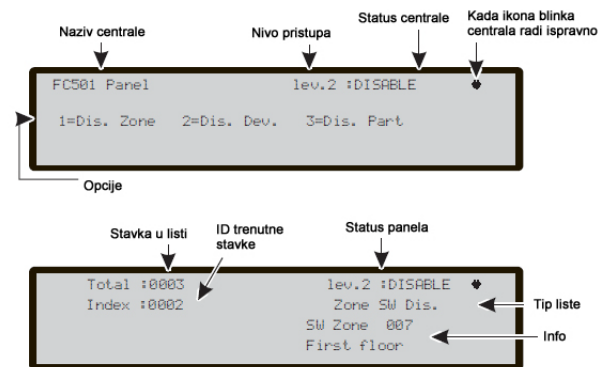 Naziv centrale
Nivo pristupa
Status centrale
Kada ikona blinka
centrala radi ispravno
FC501 Panel lev.2 :DISABLE
1=Dis. Zone 2=Dis. Dev. 3=Dis. Part
Opcije
Stavka u listi
ID trenutne
stavke
Status panela
Total :0003 lev.2 :DISABLE
Index :0002 Zone SW Dis.
Tip liste
SW Zone 007
Info
First floor